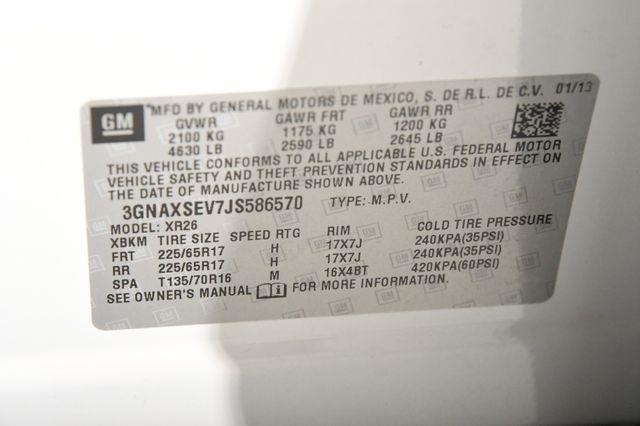 GM
MFD BY GENERAL MOTORS DE MEXICO, S. DE R.L. DE C.V. 01/13
GVWR GAWR FRT GAWR RR
2100 KG 1175 KG 1200 KG
4630 LB 2590 LB 2645 LB
THIS VEHICLE CONFORMS TO ALL APPLICABLE U.S. FEDERAL MOTOR
VEHICLE SAFETY AND THEFT PREVENTION STANDARDS IN EFFECT ON
THE DATE OF MANUFACTURE SHOWN ABOVE.
3GNAXSEV7JS586570 TYPE: M.P.V.
MODEL: XR26
XBKM TIRE SIZE SPEED RTG RIM COLD TIRE PRESSURE
FRT 225/65R17 H 17X7J 240KPA(35PSI)
RR 225/65R17 H 17X7J 240KPA(35PSI)
SPA T135/70R16 M 16X4BT 420KPA(60PSI)
SEE OWNER'S MANUAL FOR MORE INFORMATION.